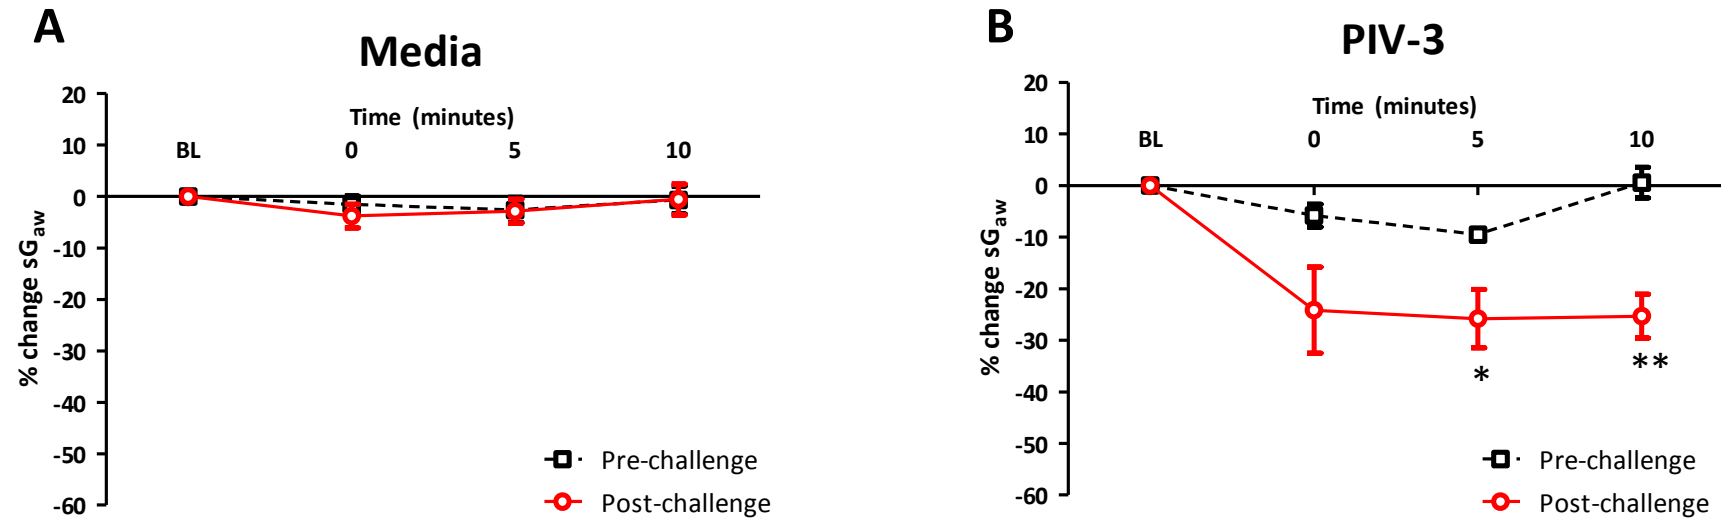 A
Media
20
Time (minutes)
10
BL
0
5
10
0
-10
-20
-30
-40
-50
-60
% change sGaw
Pre-challenge
Post-challenge
B
PIV-3
20
Time (minutes)
10
BL
0
5
10
0
-10
-20
-30
*
**
-40
-50
-60
% change sGaw
Pre-challenge
Post-challenge